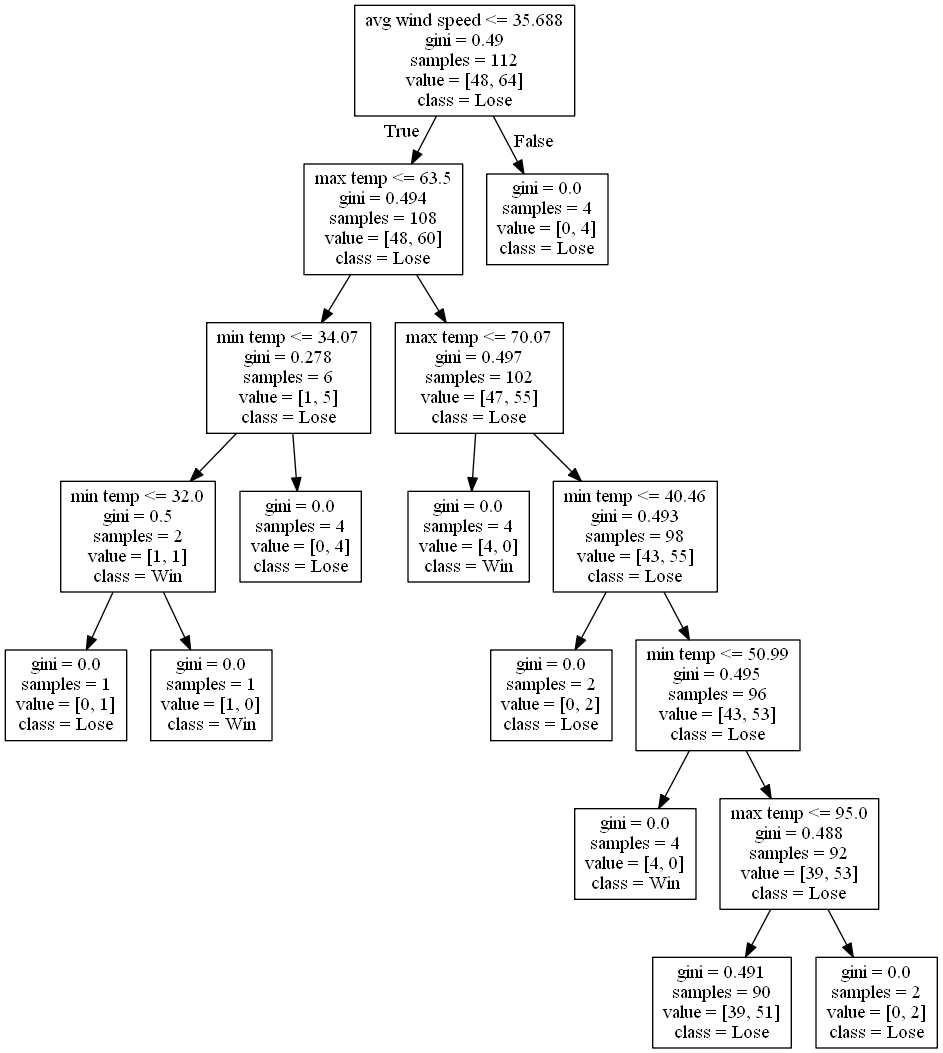 avg wind speed <= 35.688
gini = 0.49
samples = 112
value = [48, 64]
class = Lose
True
False
max temp <= 63.5
gini = 0.494
samples = 108
value = [48, 60]
class = Lose
gini = 0.0
samples = 4
value = [0, 4]
class = Lose
min temp <= 34.07
gini = 0.278
samples = 6
value = [1, 5]
class = Lose
max temp <= 70.07
gini = 0.497
samples = 102
value = [47, 55]
class = Lose
min temp <= 32.0
gini = 0.5
samples = 2
value = [1, 1]
class = Win
gini = 0.0
samples = 4
value = [0, 4]
class = Lose
gini = 0.0
samples = 4
value = [4, 0]
class = Win
min temp <= 40.46
gini = 0.493
samples = 98
value = [43, 55]
class = Lose
gini = 0.0
samples = 1
value = [0, 1]
class = Lose
gini = 0.0
samples = 1
value = [1, 0]
class = Win
gini = 0.0
samples = 2
value = [0, 2]
class = Lose
min temp <= 50.99
gini = 0.495
samples = 96
value = [43, 53]
class = Lose
gini = 0.0
samples = 4
value = [4, 0]
class = Win
max temp <= 95.0
gini = 0.488
samples = 92
value = [39, 53]
class = Lose
gini = 0.491
samples = 90
value = [39, 51]
class = Lose
gini = 0.0
samples = 2
value = [0, 2]
class = Lose